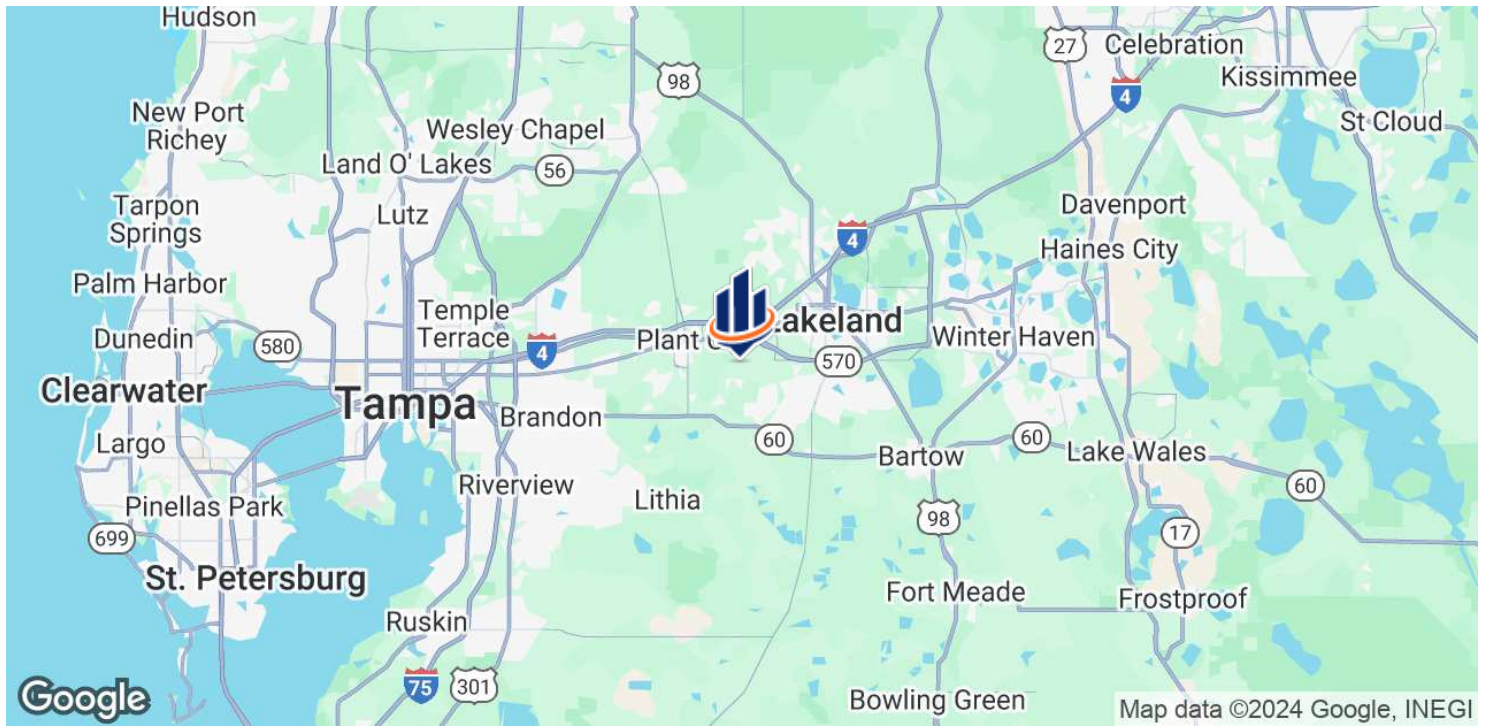 Hudson
27
Celebration
98
4
Kissimmee
New Port
Richey
Wesley Chapel
St Cloud
Land O' Lakes
56
Tarpon
Springs
Lutz
Davenport
4
Haines City
Palm Harbor
Temple
Terrace
Lakeland
Dunedin
580
4
Plant
570
Winter Haven
Clearwater
Tampa
Brandon
Largo
60
60
Bartow
Lake Wales
Riverview
Lithia
60
Pinellas Park
699
98
17
St. Petersburg
Fort Meade
Frostproof
Ruskin
75
301
Bowling Green
Google
Map data ©2024 Google, INEGI